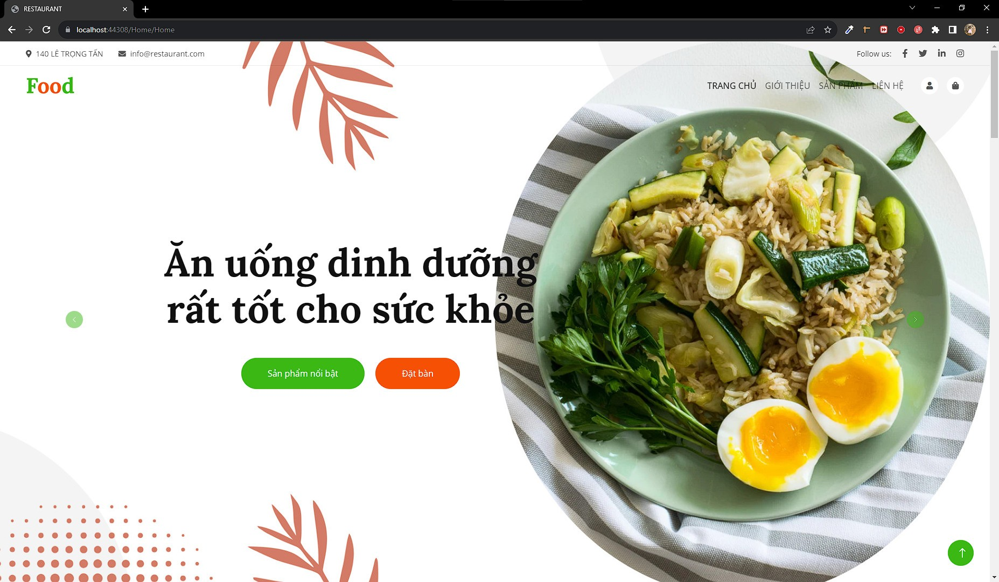 RESTAURANT
localhost:44308/Home/Home
140 LÊ TRỌNG TẤN
info@restaurant.com
Follow us:
Food
TRANG CHỦ
GIỚI THIỆU
SẢN PHẨM
LIÊN HỆ
Ăn uống dinh dưỡng
rất tốt cho sức khỏe
Sản phẩm nổi bật
Đặt bàn